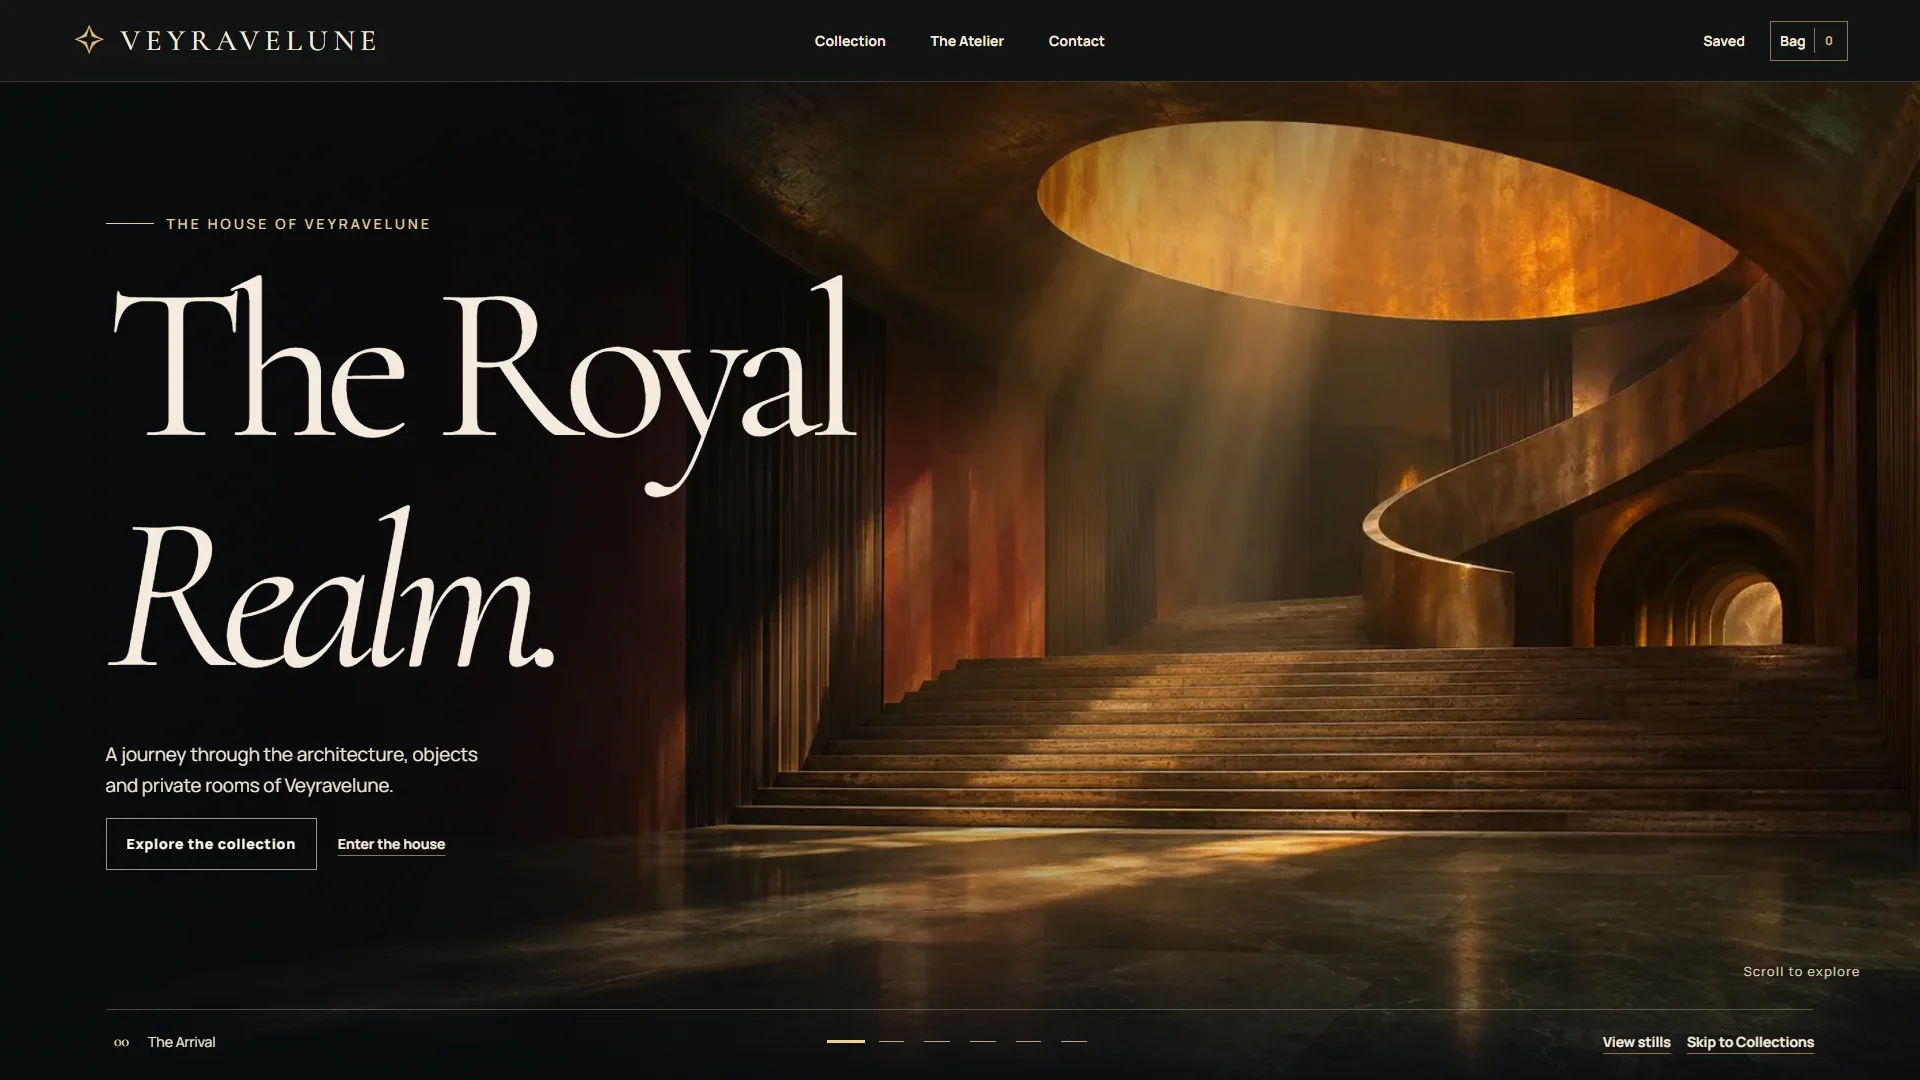 VEYRAVELUNE
Collection
The Atelier
Contact
Saved
Bag 0
THE HOUSE OF VEYRAVELUNE
The Royal
Realm.
A journey through the architecture, objects
and private rooms of Veyravelune.
Explore the collection
Enter the house
Scroll to explore
00 The Arrival
View stills
Skip to Collections